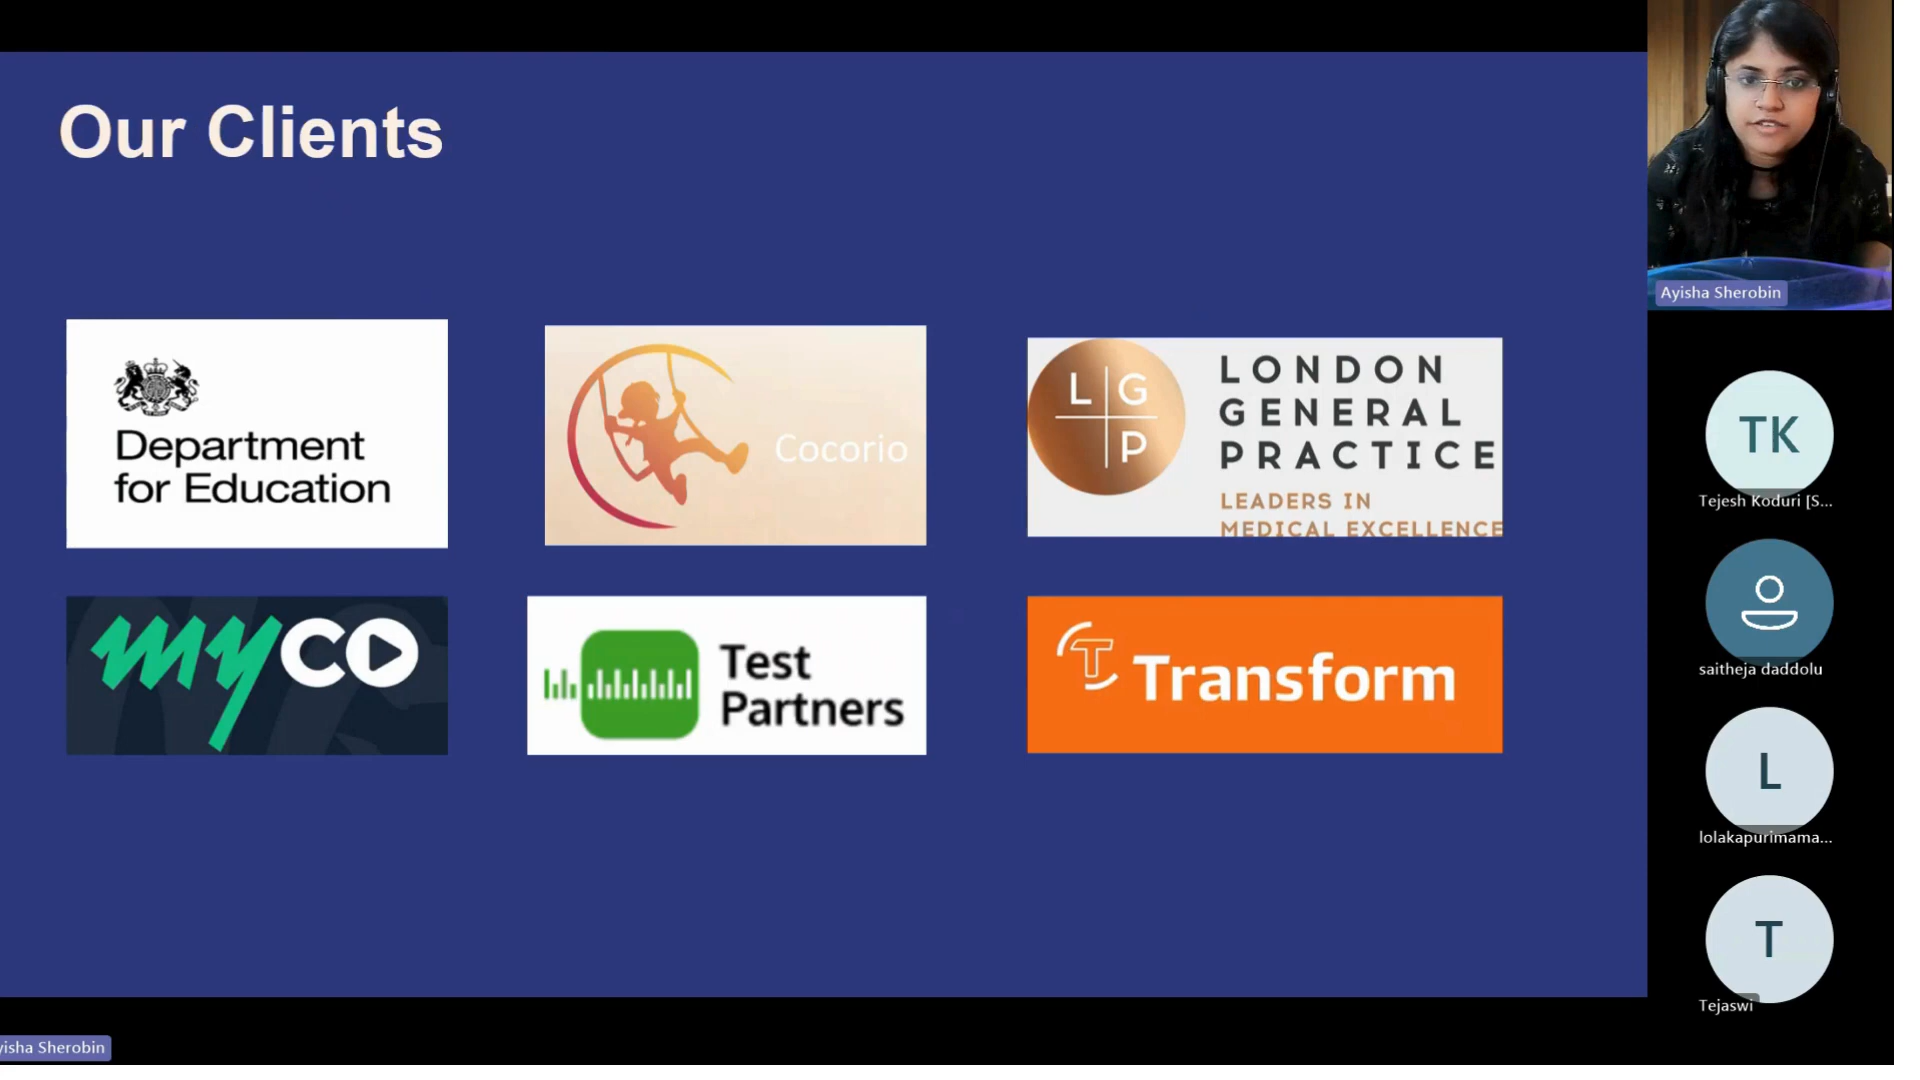 Our Clients
Department
for Education
Cocorio
L G
P
LONDON
GENERAL
PRACTICE
LEADERS IN
MEDICAL EXCELLENCE
myco
Test
Partners
T
Transform
Ayisha Sherobin
TK
Tejesh Koduri [S...
saitheja daddolu
L
lolakapurimama...
T
Tejaswi
yisha Sherobin